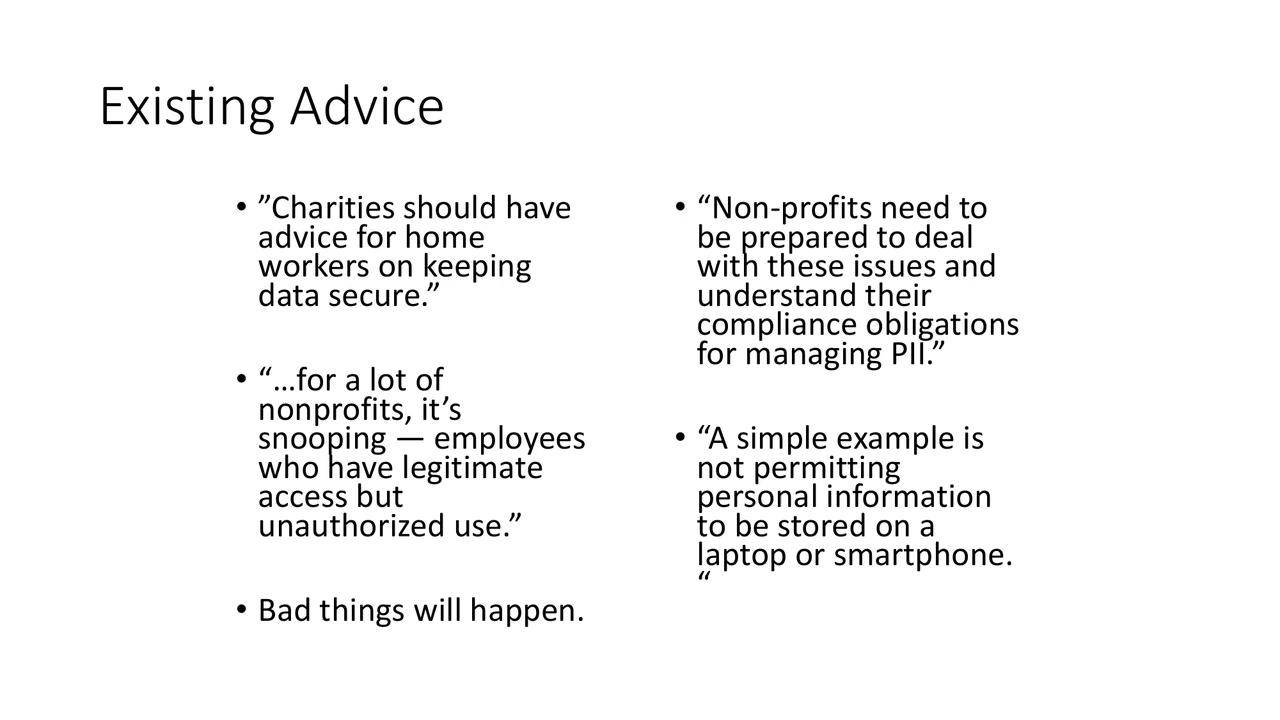 Existing Advice
• ”Charities should have
advice for home
workers on keeping
data secure.”
• “…for a lot of
nonprofits, it’s
snooping — employees
who have legitimate
access but
unauthorized use.”
• Bad things will happen.
• “Non-profits need to
be prepared to deal
with these issues and
understand their
compliance obligations
for managing PII.”
• “A simple example is
not permitting
personal information
to be stored on a
laptop or smartphone.
“